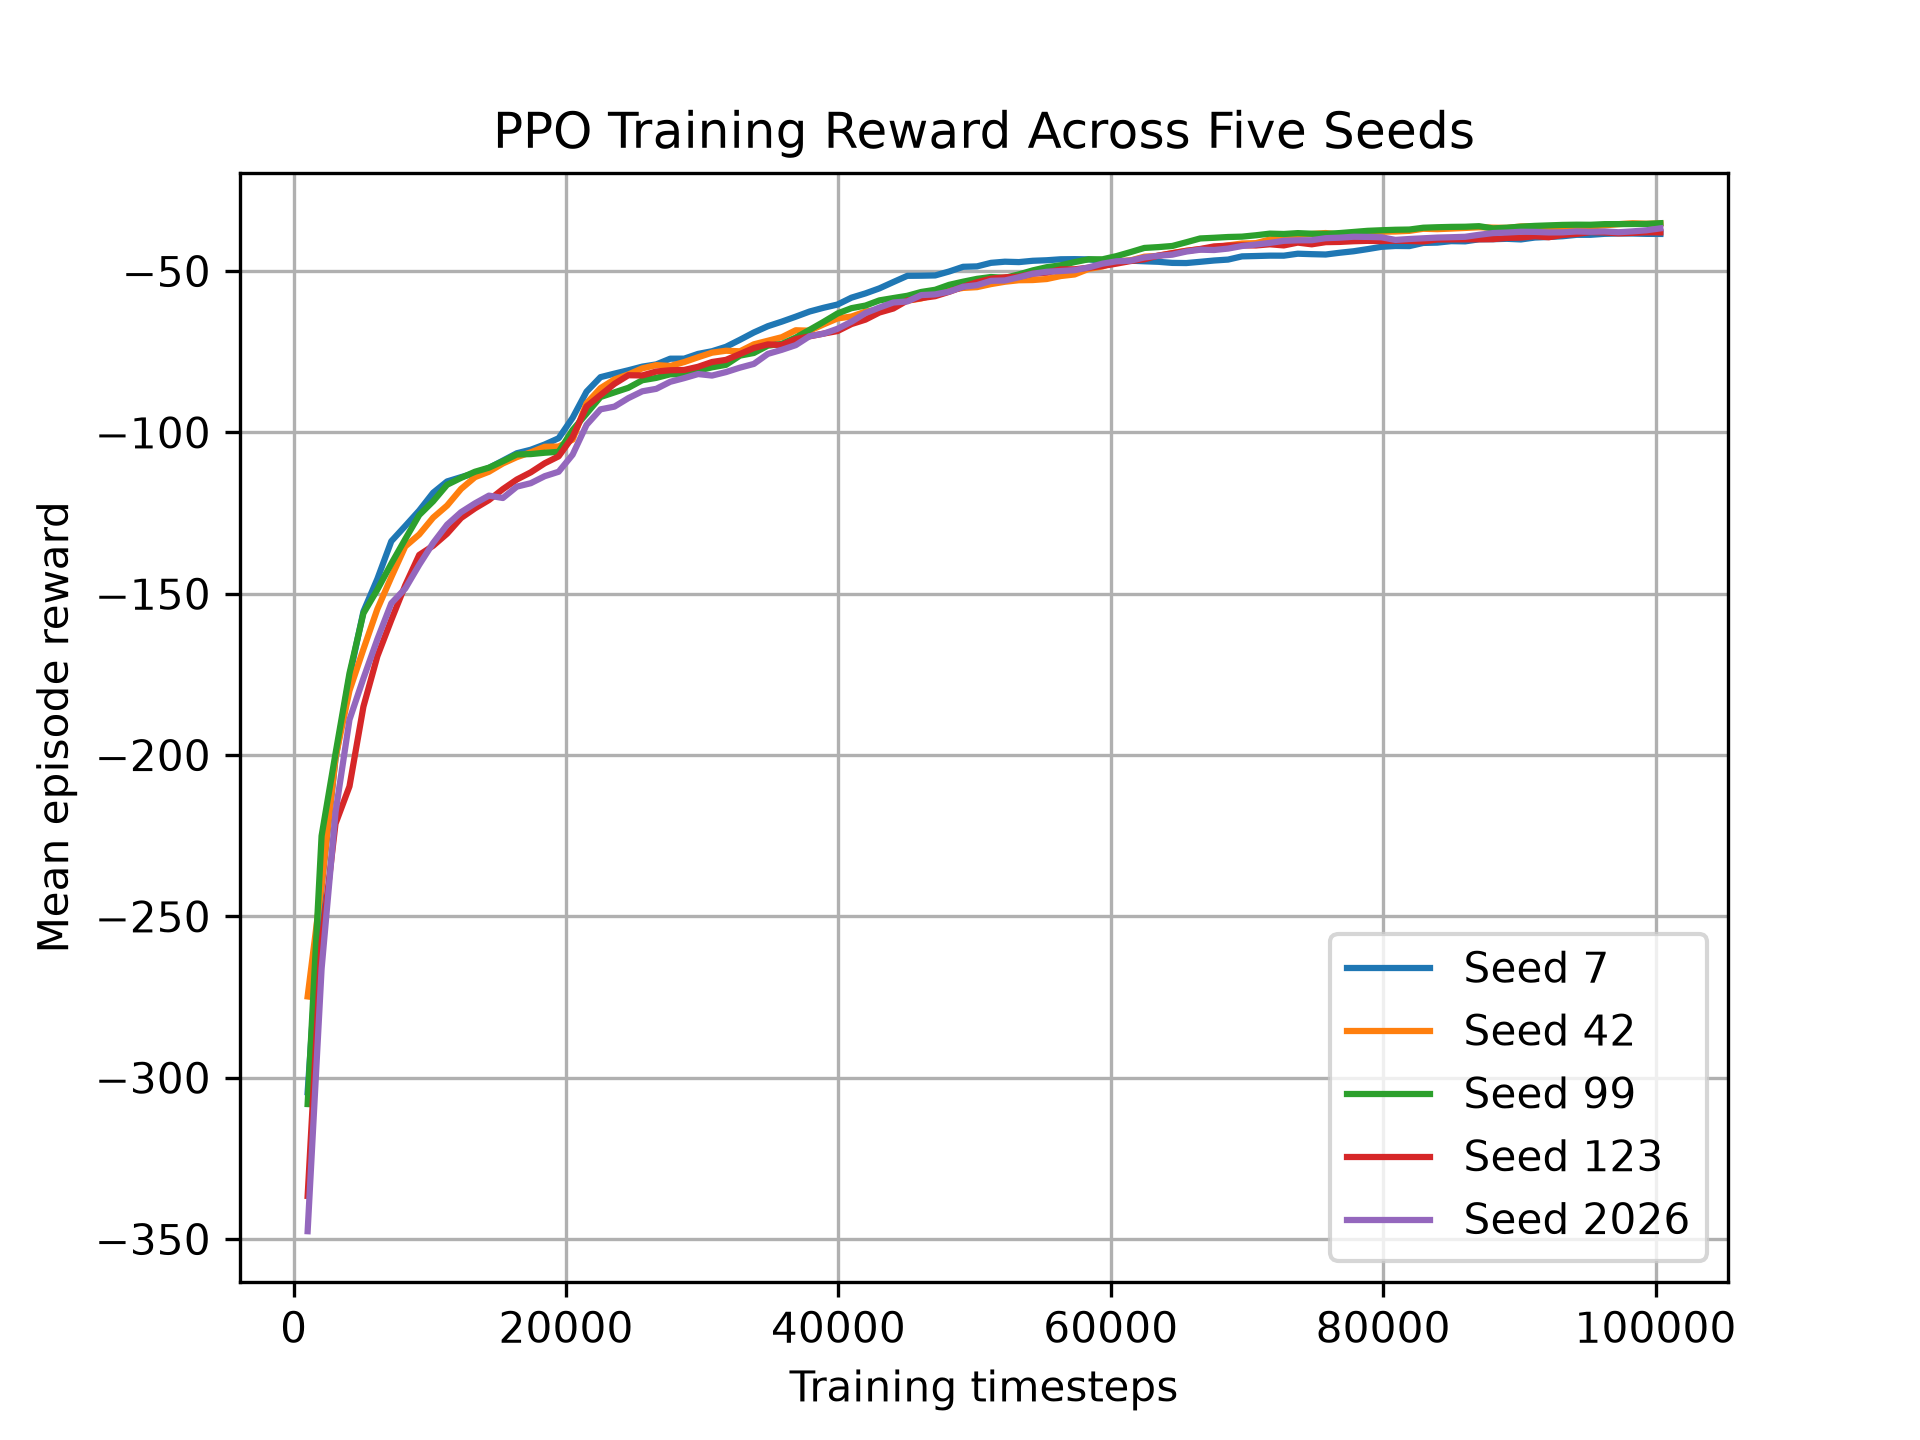 PPO Training Reward Across Five Seeds
Mean episode reward
−50
−100
−150
−200
−250
−300
−350
Seed 7
Seed 42
Seed 99
Seed 123
Seed 2026
0 20000 40000 60000 80000 100000
Training timesteps